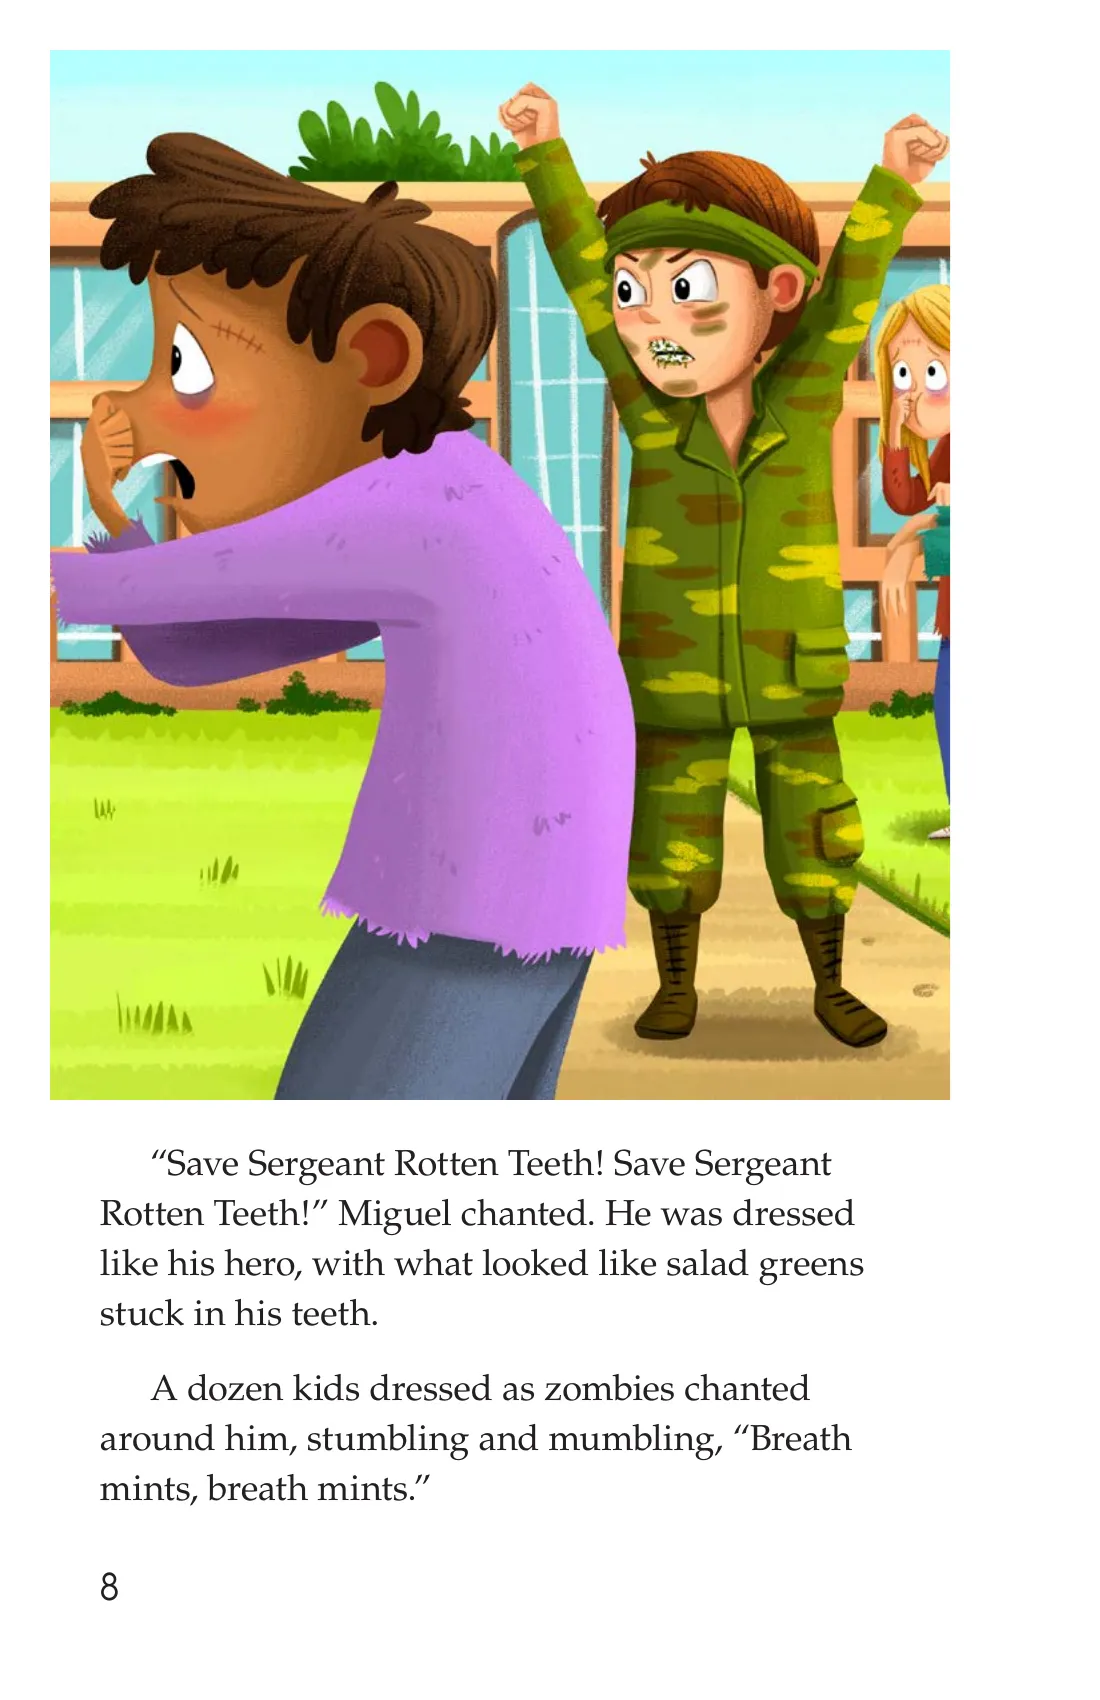 “Save Sergeant Rotten Teeth! Save Sergeant
Rotten Teeth!” Miguel chanted. He was dressed
like his hero, with what looked like salad greens
stuck in his teeth.
A dozen kids dressed as zombies chanted
around him, stumbling and mumbling, “Breath
mints, breath mints.”
8